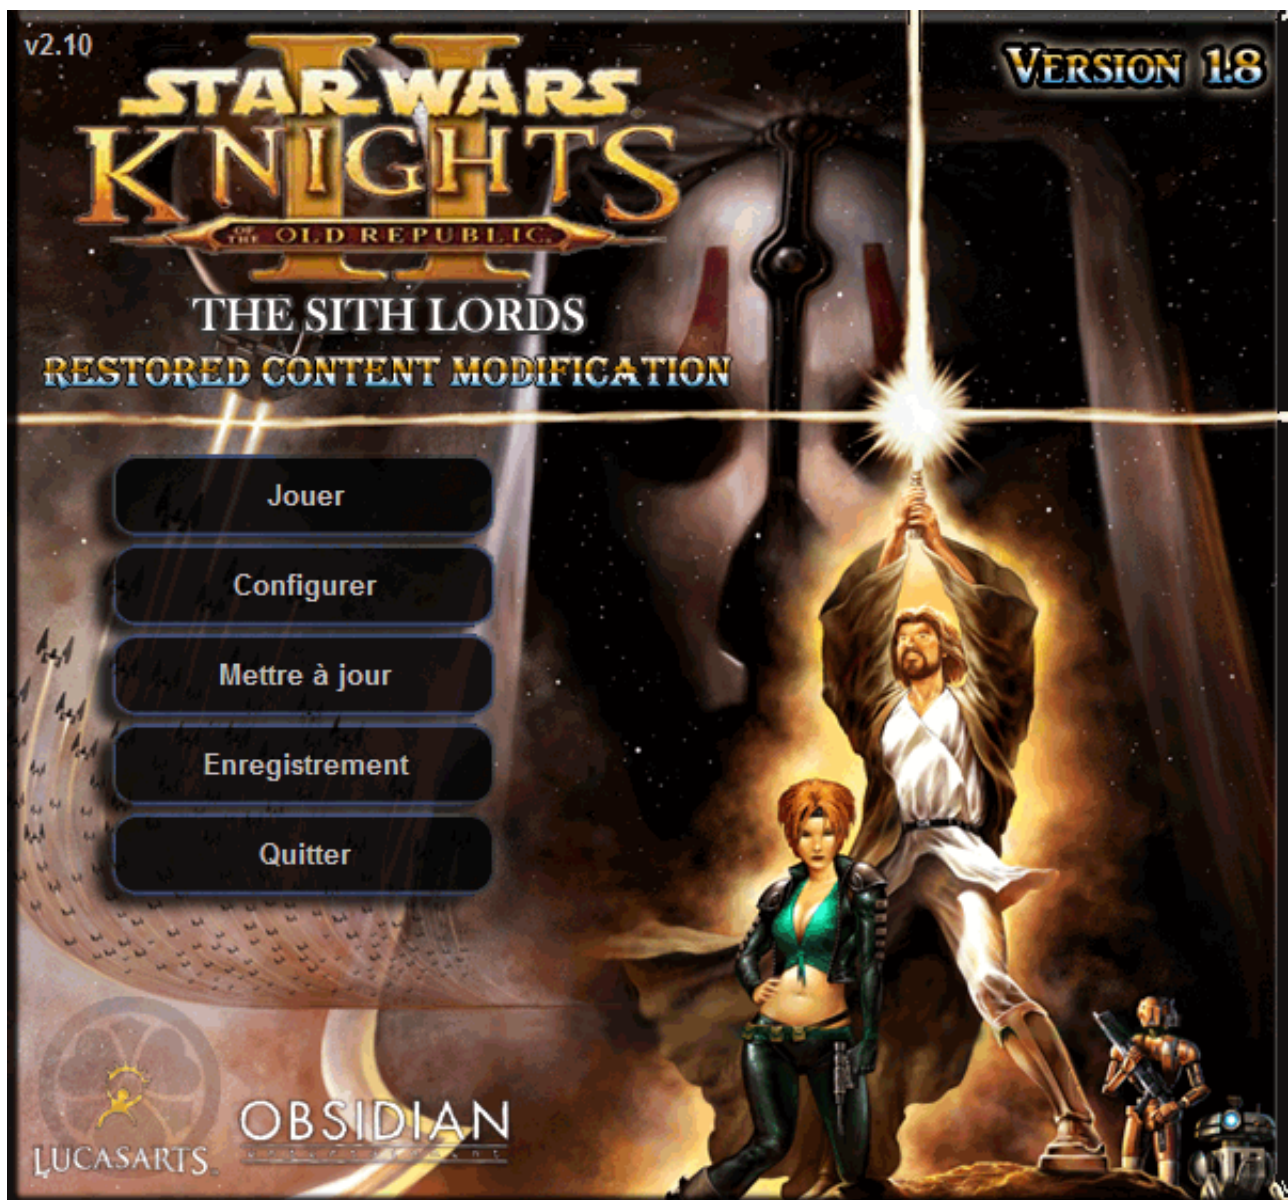 v2.10
VERSION 1.8
II
STAR WARS
KNIGHTS
OF THE OLD REPUBLIC
THE SITH LORDS
RESTORED CONTENT MODIFICATION
Jouer
Configurer
Mettre à jour
Enregistrement
Quitter
LUCASARTS
OBSIDIAN
entertainment